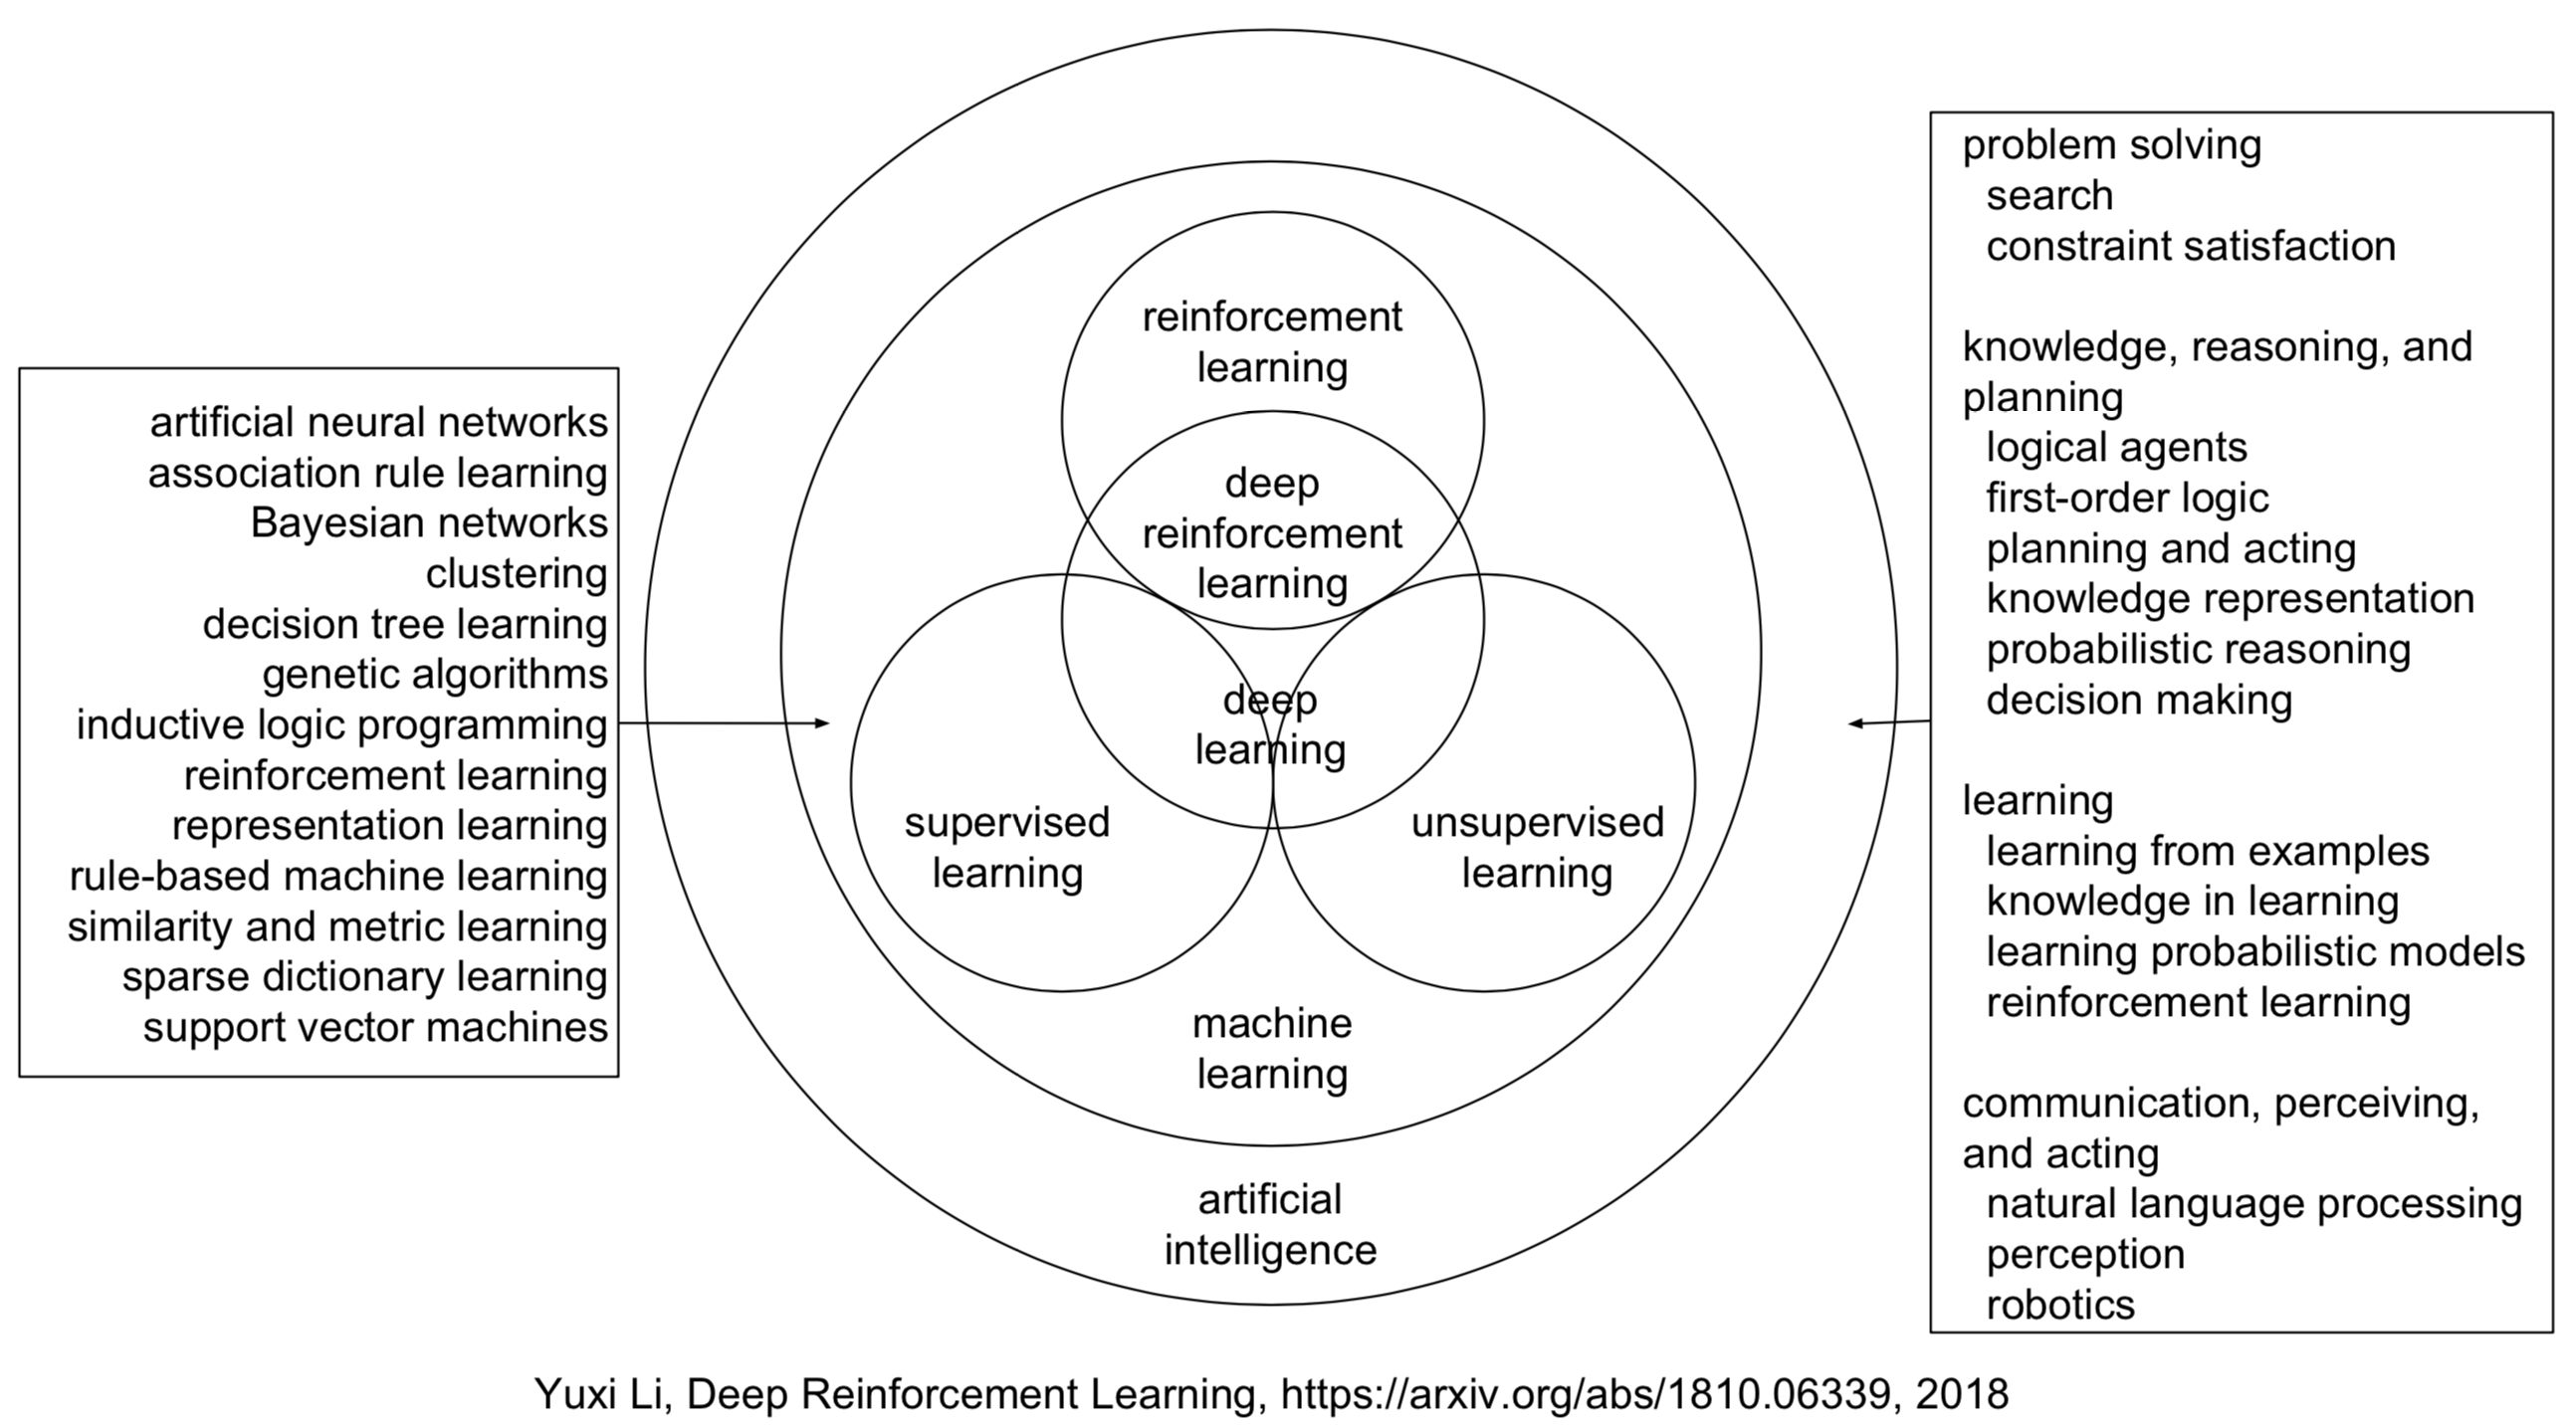 artificial neural networks
association rule learning
Bayesian networks
clustering
decision tree learning
genetic algorithms
inductive logic programming
reinforcement learning
representation learning
rule-based machine learning
similarity and metric learning
sparse dictionary learning
support vector machines
reinforcement
learning
deep
reinforcement
learning
deep
learning
supervised
learning
unsupervised
learning
machine
learning
artificial
intelligence
problem solving
search
constraint satisfaction
knowledge, reasoning, and
planning
logical agents
first-order logic
planning and acting
knowledge representation
probabilistic reasoning
decision making
learning
learning from examples
knowledge in learning
learning probabilistic models
reinforcement learning
communication, perceiving,
and acting
natural language processing
perception
robotics
Yuxi Li, Deep Reinforcement Learning, https://arxiv.org/abs/1810.06339, 2018